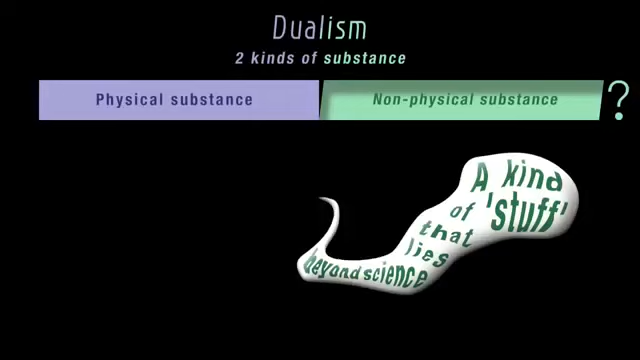 Dualism
2 kinds of substance
Physical substance
Non-physical substance
?
A kind
of 'stuff'
that
lies
beyond science